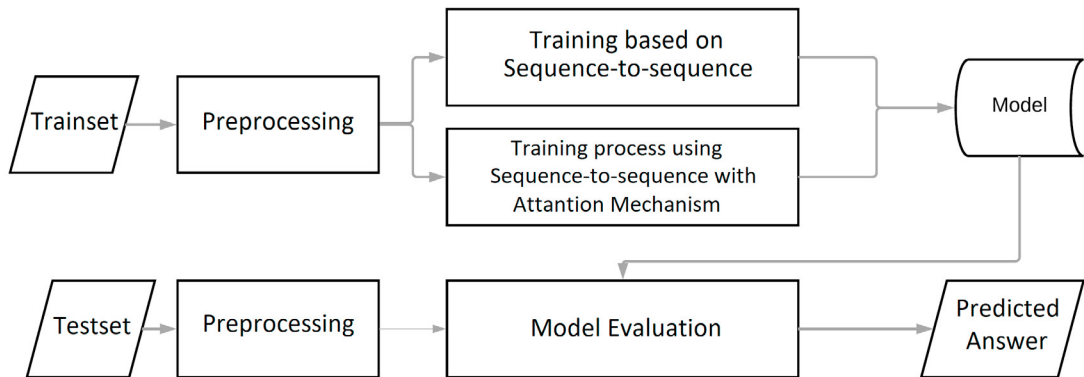 Trainset
Preprocessing
Training based on
Sequence-to-sequence
Training process using
Sequence-to-sequence with
Attantion Mechanism
Model
Testset
Preprocessing
Model Evaluation
Predicted
Answer